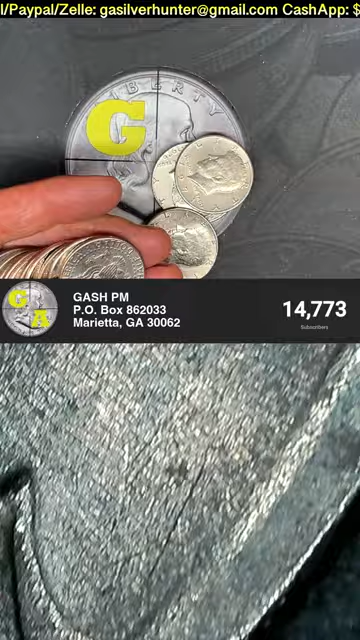 l/Paypal/Zelle: gasilverhunter@gmail.com CashApp: $
LIBERTY
G
G
A
GASH PM
P.O. Box 862033
Marietta, GA 30062
14,773
Subscribers